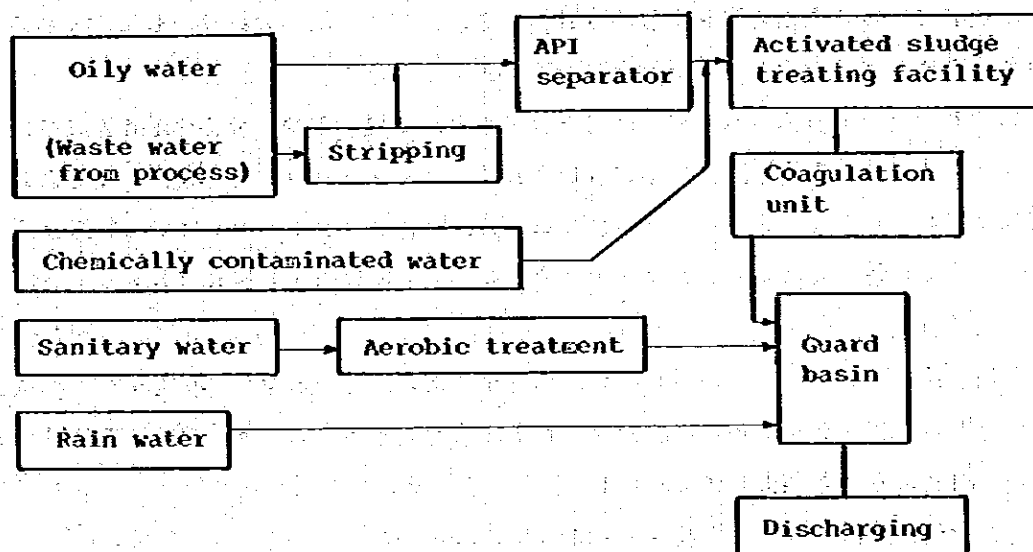 Oily water
(Waste water
from process)
Stripping
API
separator
Activated sludge
treating facility
Coagulation
unit
Chemically contaminated water
Sanitary water
Aerobic treatment
Guard
basin
Rain water
Discharging